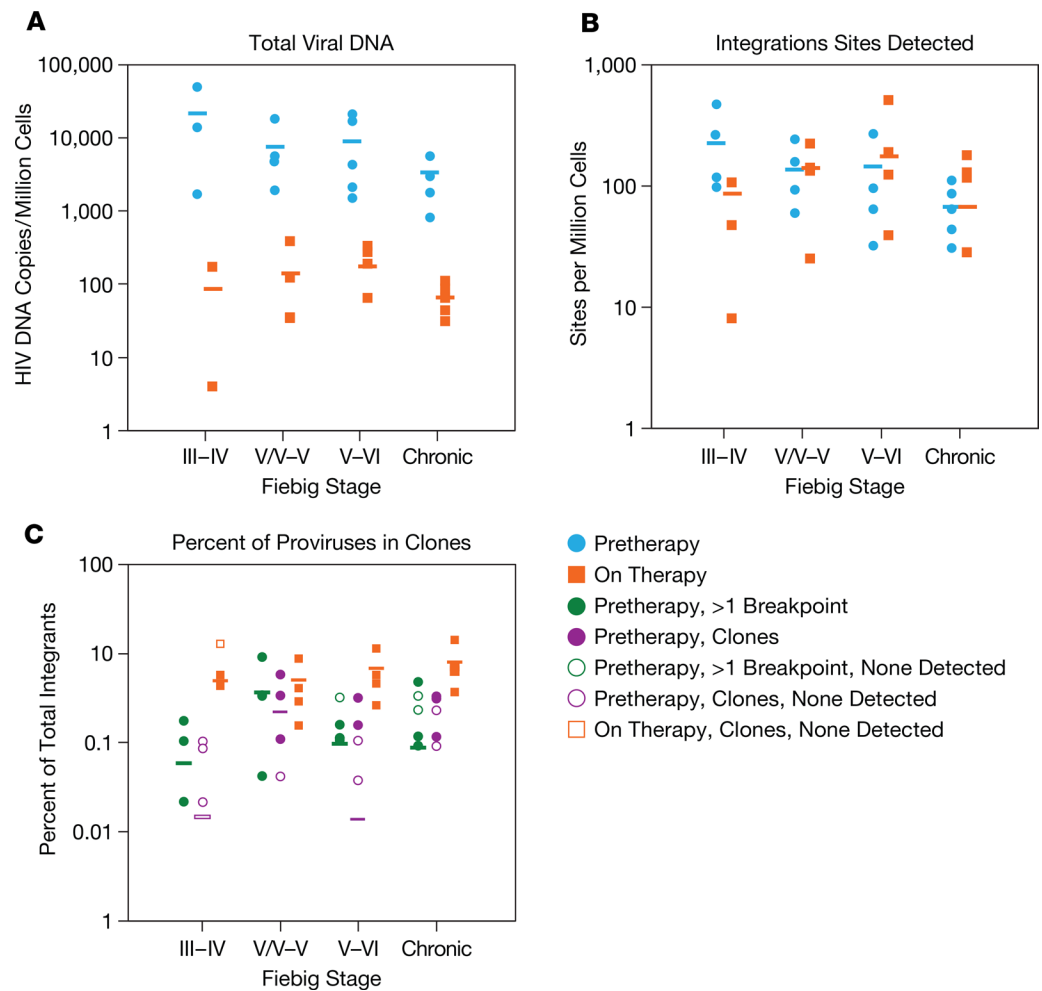 A
Total Viral DNA
HIV DNA Copies/Million Cells
100,000
10,000
1,000
100
10
1
III–IV
V/V–V
V–VI
Chronic
Fiebig Stage
B
Integrations Sites Detected
Sites per Million Cells
1,000
100
10
1
III–IV
V/V–V
V–VI
Chronic
Fiebig Stage
C
Percent of Proviruses in Clones
Percent of Total Integrants
100
10
0.1
0.01
1
III–IV
V/V–V
V–VI
Chronic
Fiebig Stage
Pretherapy
On Therapy
Pretherapy, >1 Breakpoint
Pretherapy, Clones
Pretherapy, >1 Breakpoint, None Detected
Pretherapy, Clones, None Detected
On Therapy, Clones, None Detected